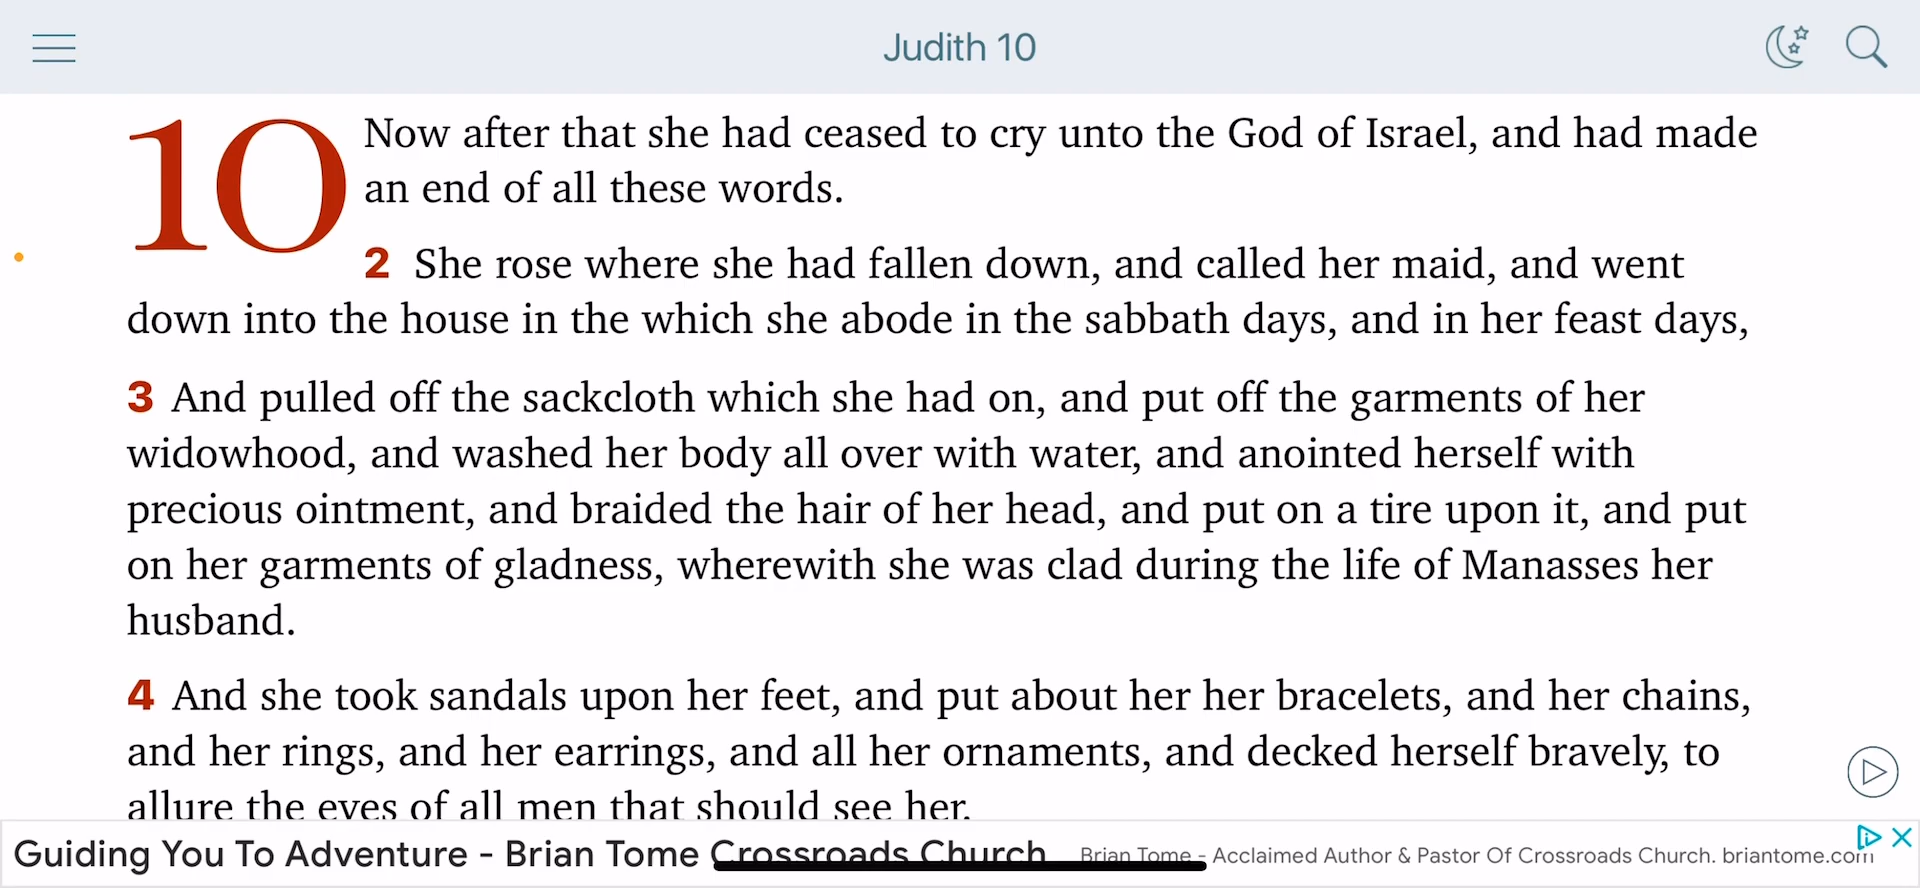 Judith 10
10 Now after that she had ceased to cry unto the God of Israel, and had made
an end of all these words.
2 She rose where she had fallen down, and called her maid, and went
down into the house in the which she abode in the sabbath days, and in her feast days,
3 And pulled off the sackcloth which she had on, and put off the garments of her
widowhood, and washed her body all over with water, and anointed herself with
precious ointment, and braided the hair of her head, and put on a tire upon it, and put
on her garments of gladness, wherewith she was clad during the life of Manasses her
husband.
4 And she took sandals upon her feet, and put about her her bracelets, and her chains,
and her rings, and her earrings, and all her ornaments, and decked herself bravely, to
allure the eyes of all men that should see her.
Guiding You To Adventure - Brian Tome Crossroads Church Brian Tome - Acclaimed Author & Pastor Of Crossroads Church. briantome.com